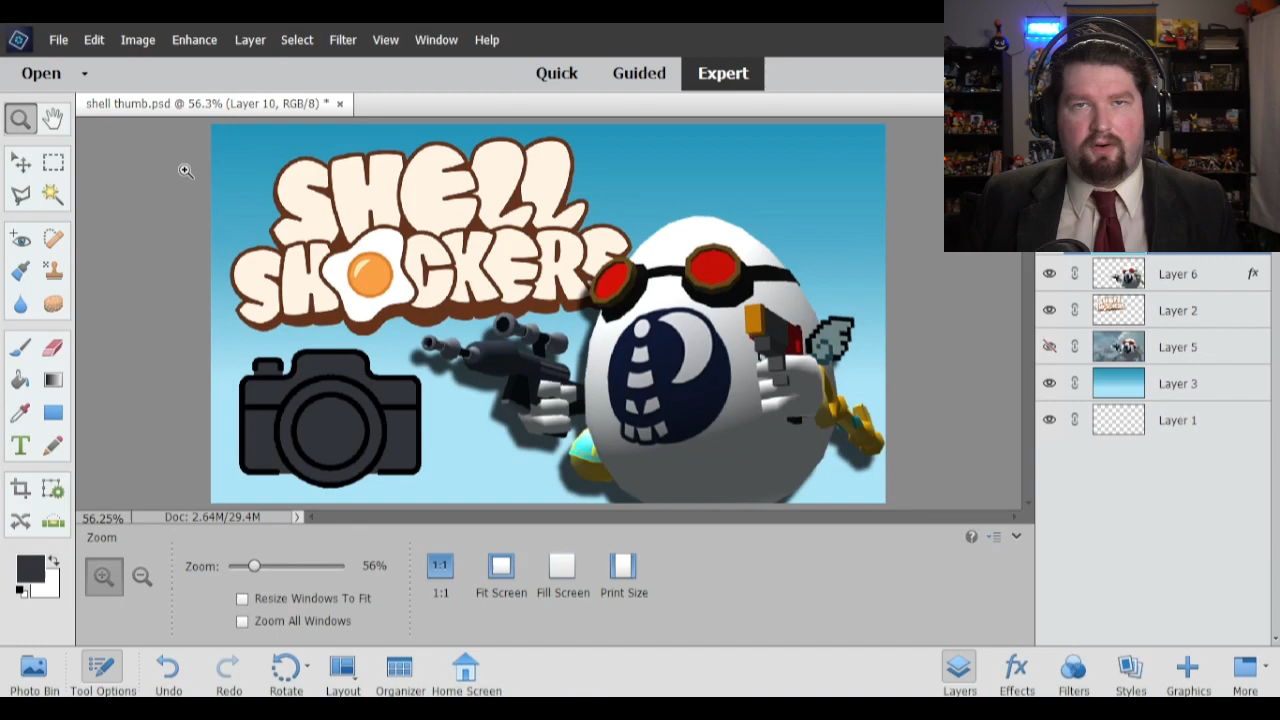 File Edit Image Enhance Layer Select Filter View Window Help
Open Quick Guided Expert
shell thumb.psd @ 56.3% (Layer 10, RGB/8) * ×
SHELL
SHOCKERS
Layer 6 fx
Layer 2
Layer 5
Layer 3
Layer 1
56.25% Doc: 2.64M/29.4M
Zoom
Zoom: 56% 1:1
1:1 Fit Screen Fill Screen Print Size
Resize Windows To Fit
Zoom All Windows
Photo Bin Tool Options Undo Redo Rotate Layout Organizer Home Screen Layers Effects Filters Styles Graphics More